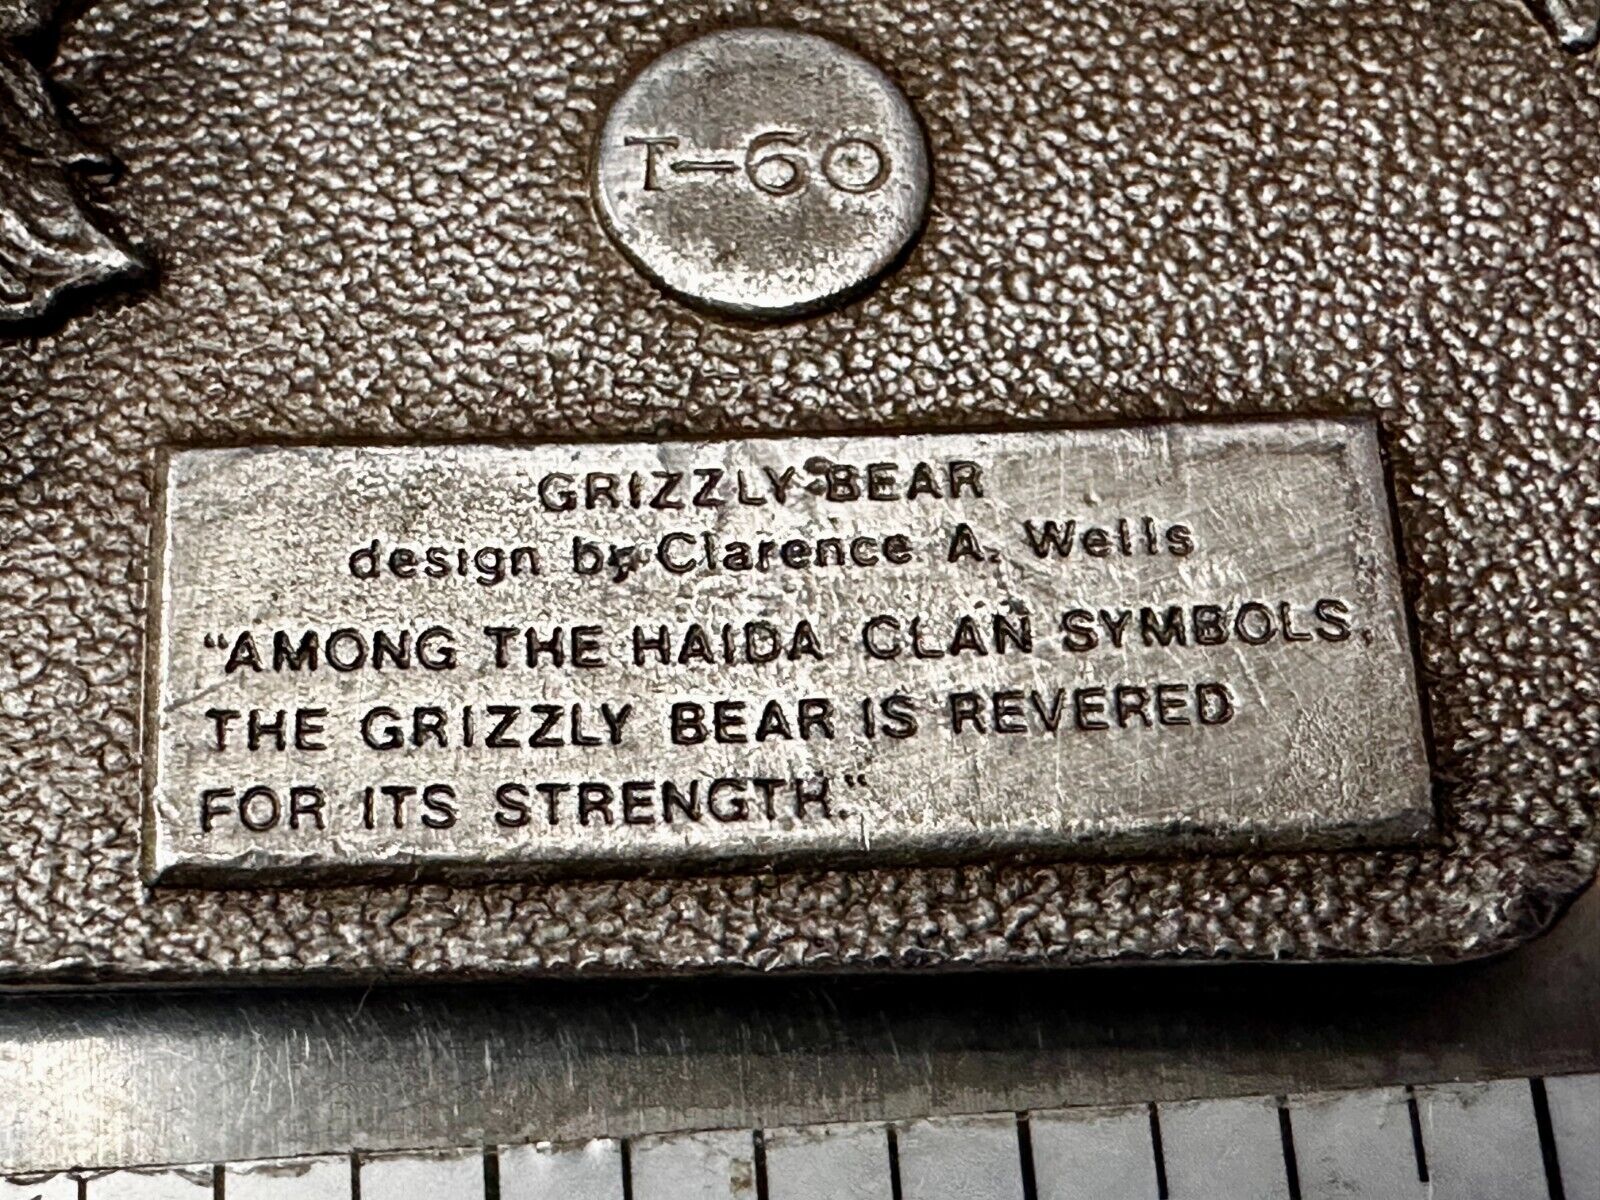 T-60
GRIZZLY BEAR
design by Clarence A. Wells
"AMONG THE HAIDA CLAN SYMBOLS,
THE GRIZZLY BEAR IS REVERED
FOR ITS STRENGTH."